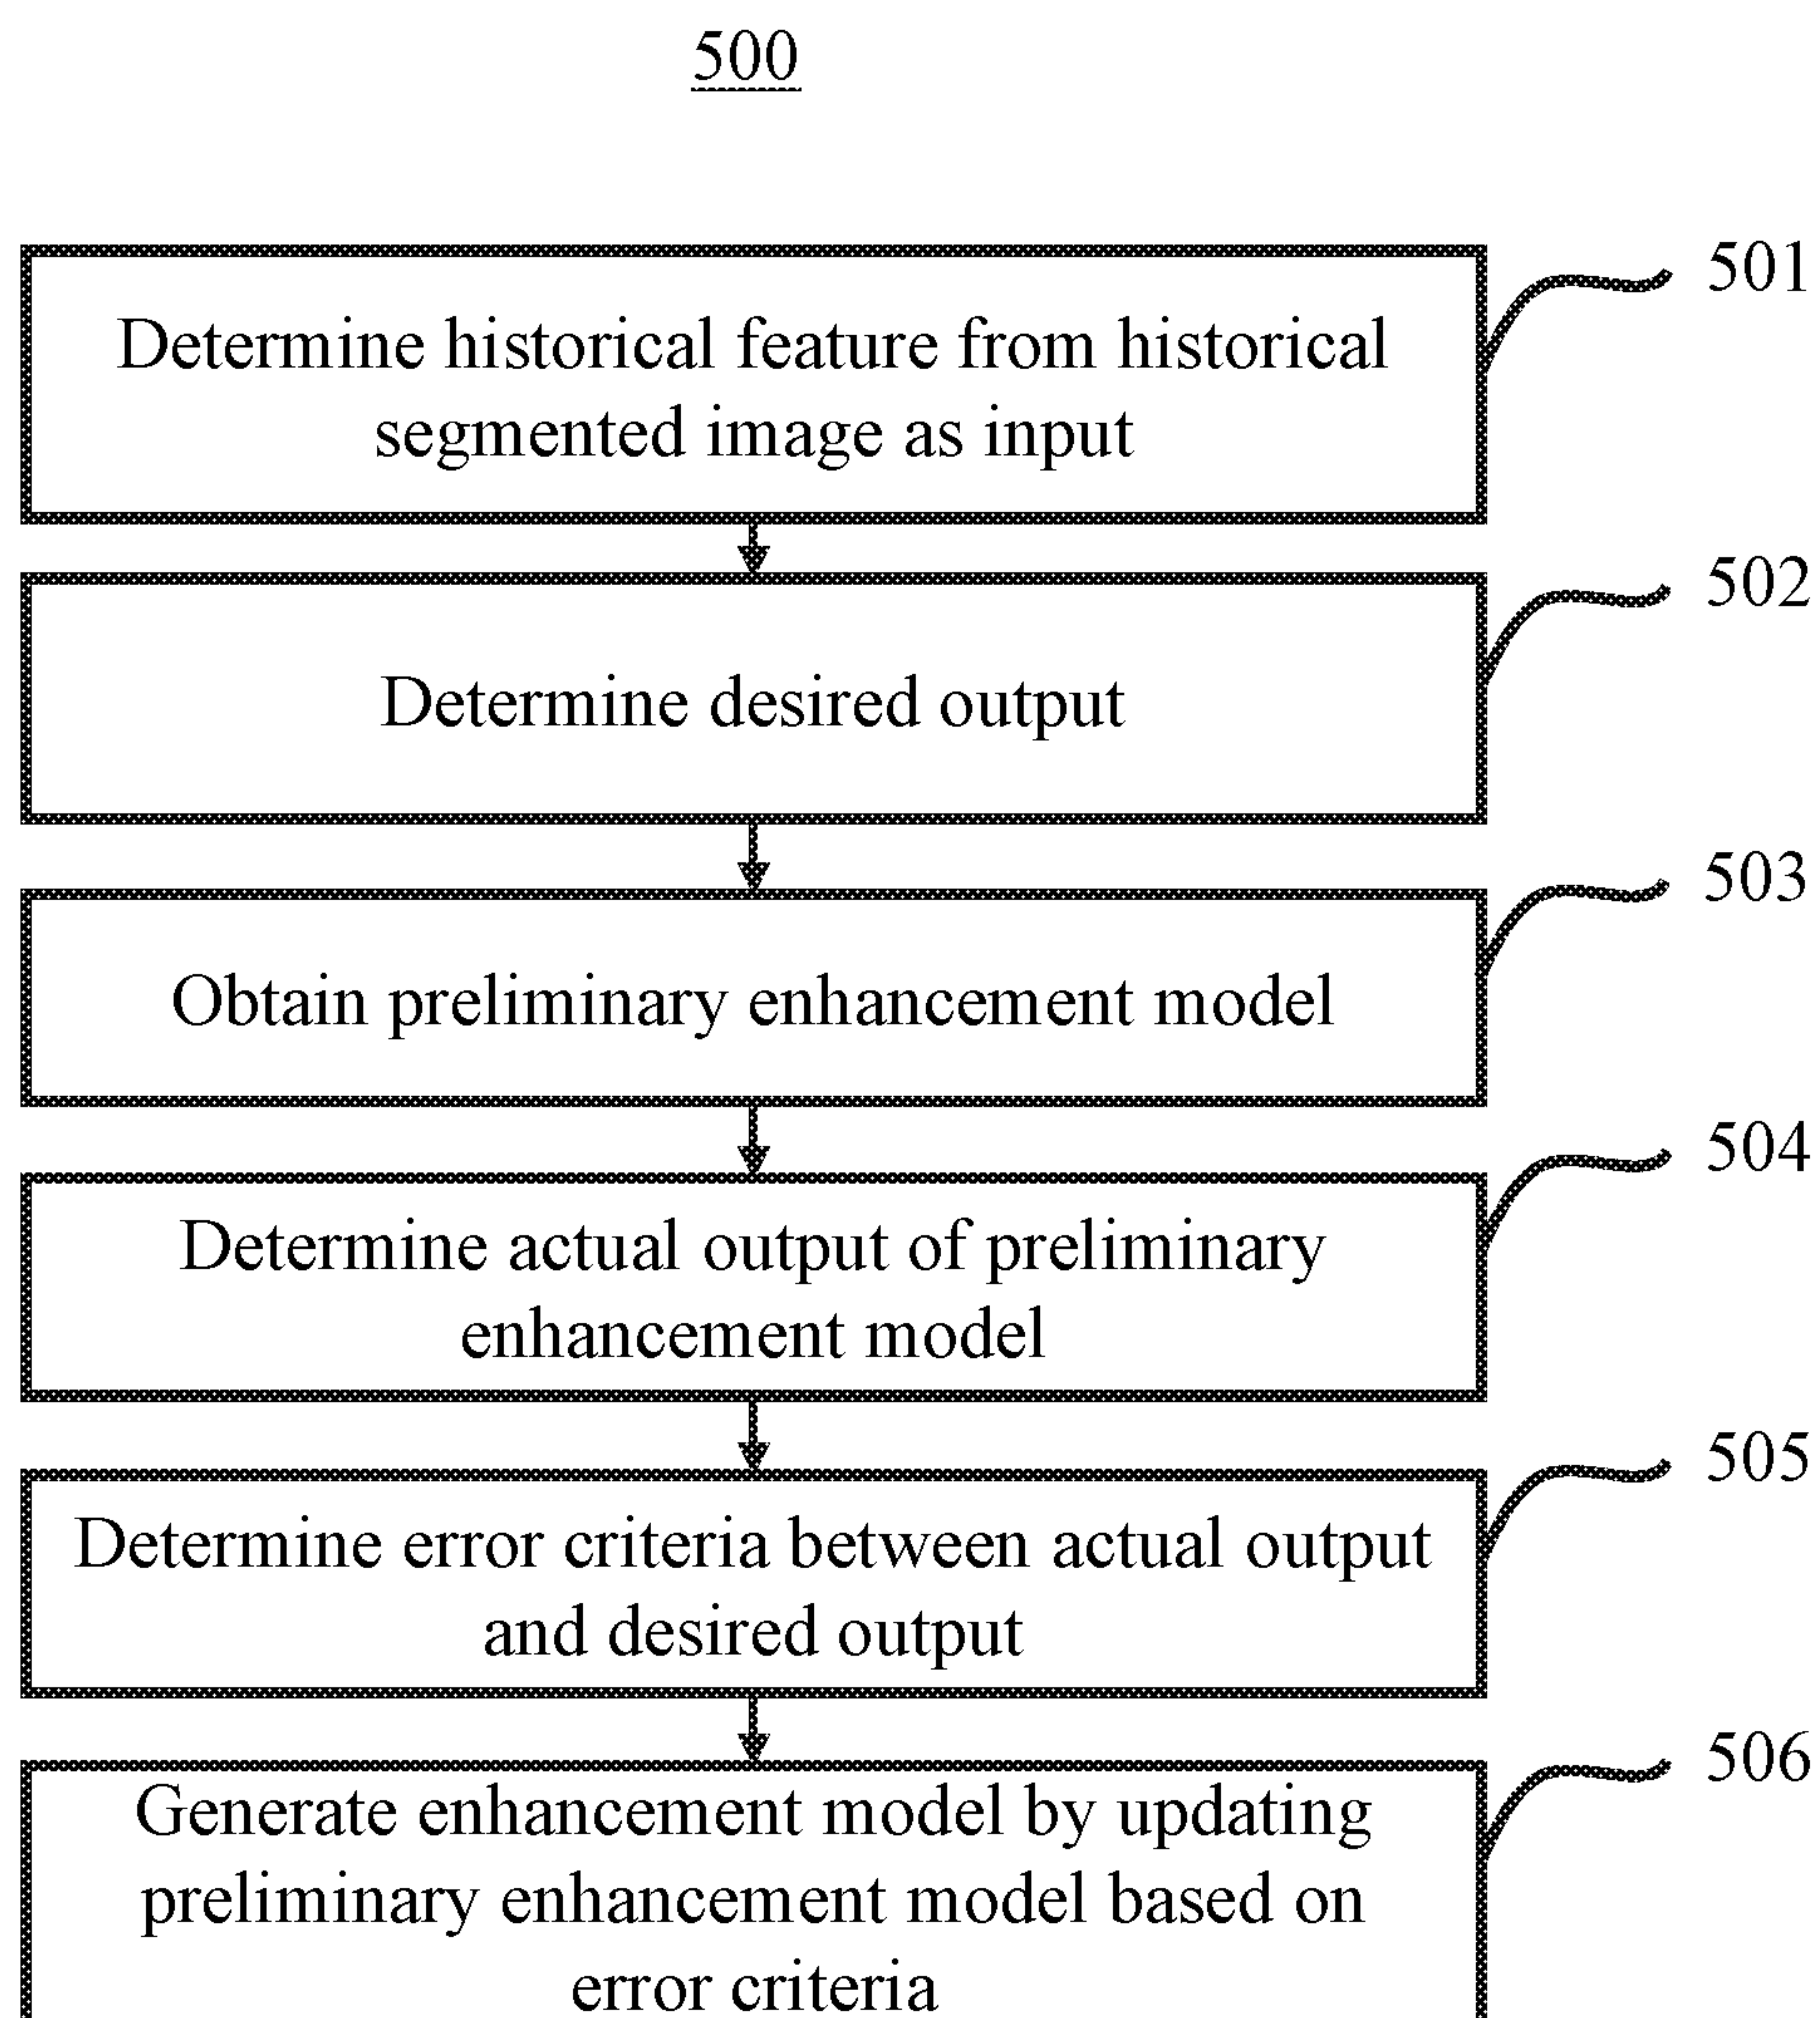 500
501
Determine historical feature from historical
segmented image as input
502
Determine desired output
503
Obtain preliminary enhancement model
504
Determine actual output of preliminary
enhancement model
505
Determine error criteria between actual output
and desired output
506
Generate enhancement model by updating
preliminary enhancement model based on
error criteria